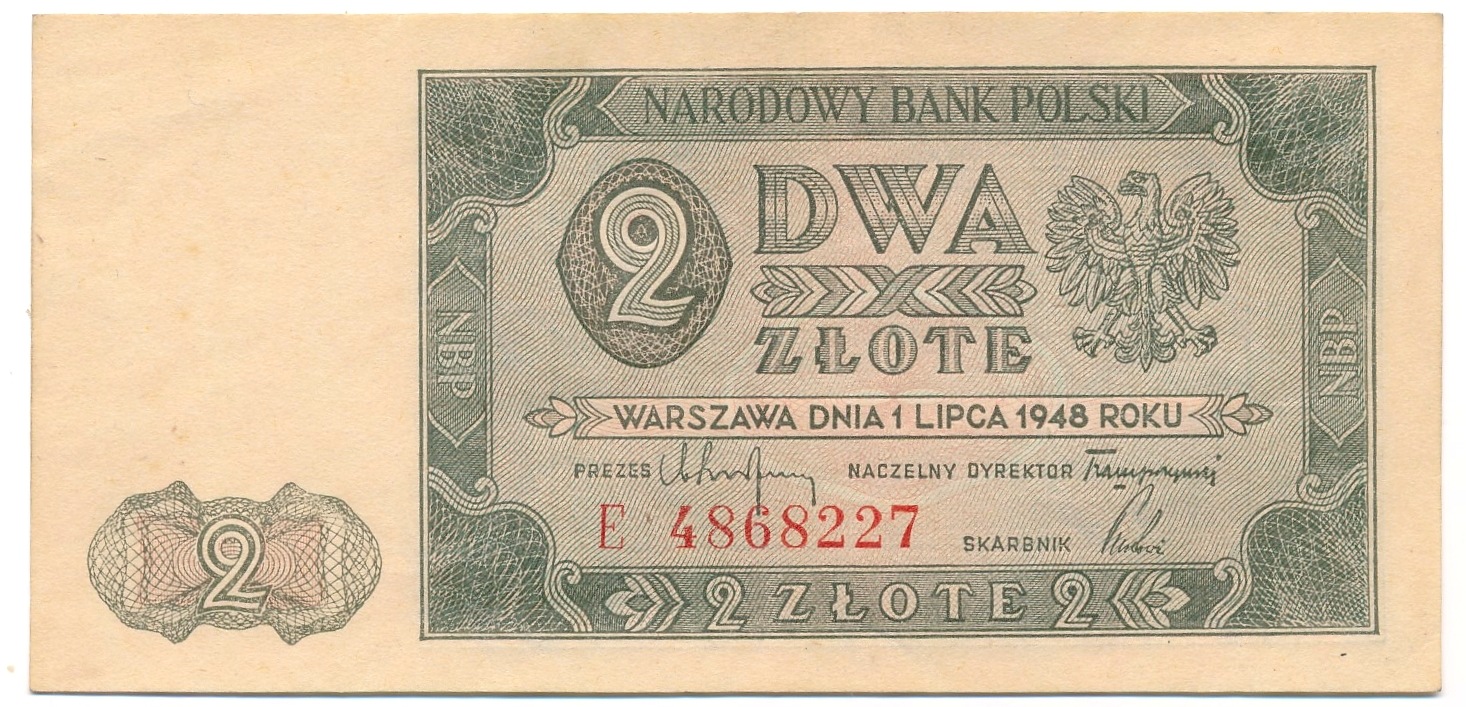 NARODOWY BANK POLSKI
2
DWA
ZŁOTE
NBP
NBP
WARSZAWA DNIA 1 LIPCA 1948 ROKU
PREZES NACZELNY DYREKTOR
E 4868227
SKARBNIK
2
2 ZŁOTE 2